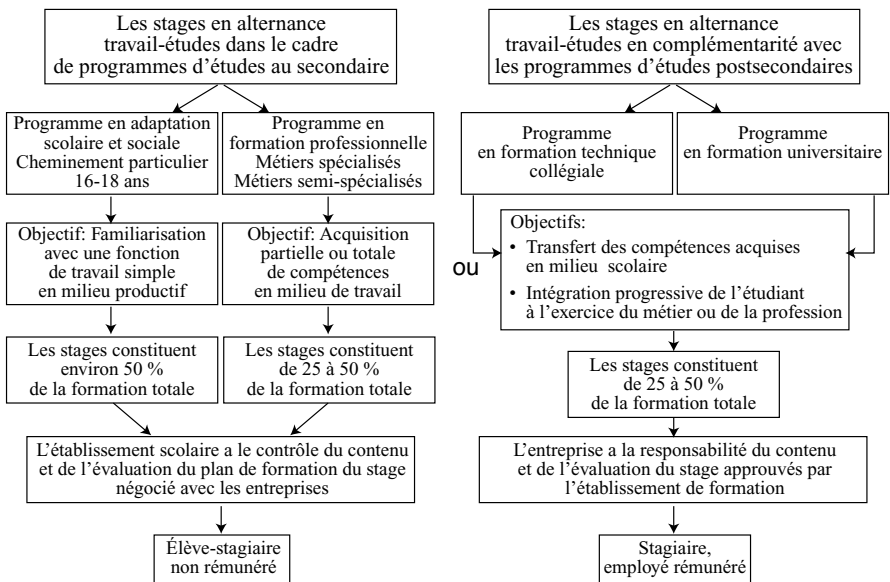 Les stages en alternance
travail-études dans le cadre
de programmes d'études au secondaire
Programme en adaptation
scolaire et sociale
Cheminement particulier
16-18 ans
Programme en
formation professionnelle
Métiers spécialisés
Métiers semi-spécialisés
Objectif: Familiarisation
avec une fonction
de travail simple
en milieu productif
Objectif: Acquisition
partielle ou totale
de compétences
en milieu de travail
Les stages constituent
environ 50 %
de la formation totale
Les stages constituent
de 25 à 50 %
de la formation totale
L'établissement scolaire a le contrôle du contenu
et de l'évaluation du plan de formation du stage
négocié avec les entreprises
Élève-stagiaire
non rémunéré
Les stages en alternance
travail-études en complémentarité avec
les programmes d'études postsecondaires
Programme
en formation technique
collégiale
Programme
en formation universitaire
ou
Objectifs:
• Transfert des compétences acquises
en milieu scolaire
• Intégration progressive de l'étudiant
à l'exercice du métier ou de la profession
Les stages constituent
de 25 à 50 %
de la formation totale
L'entreprise a la responsabilité du contenu
et de l'évaluation du stage approuvés par
l'établissement de formation
Stagiaire,
employé rémunéré